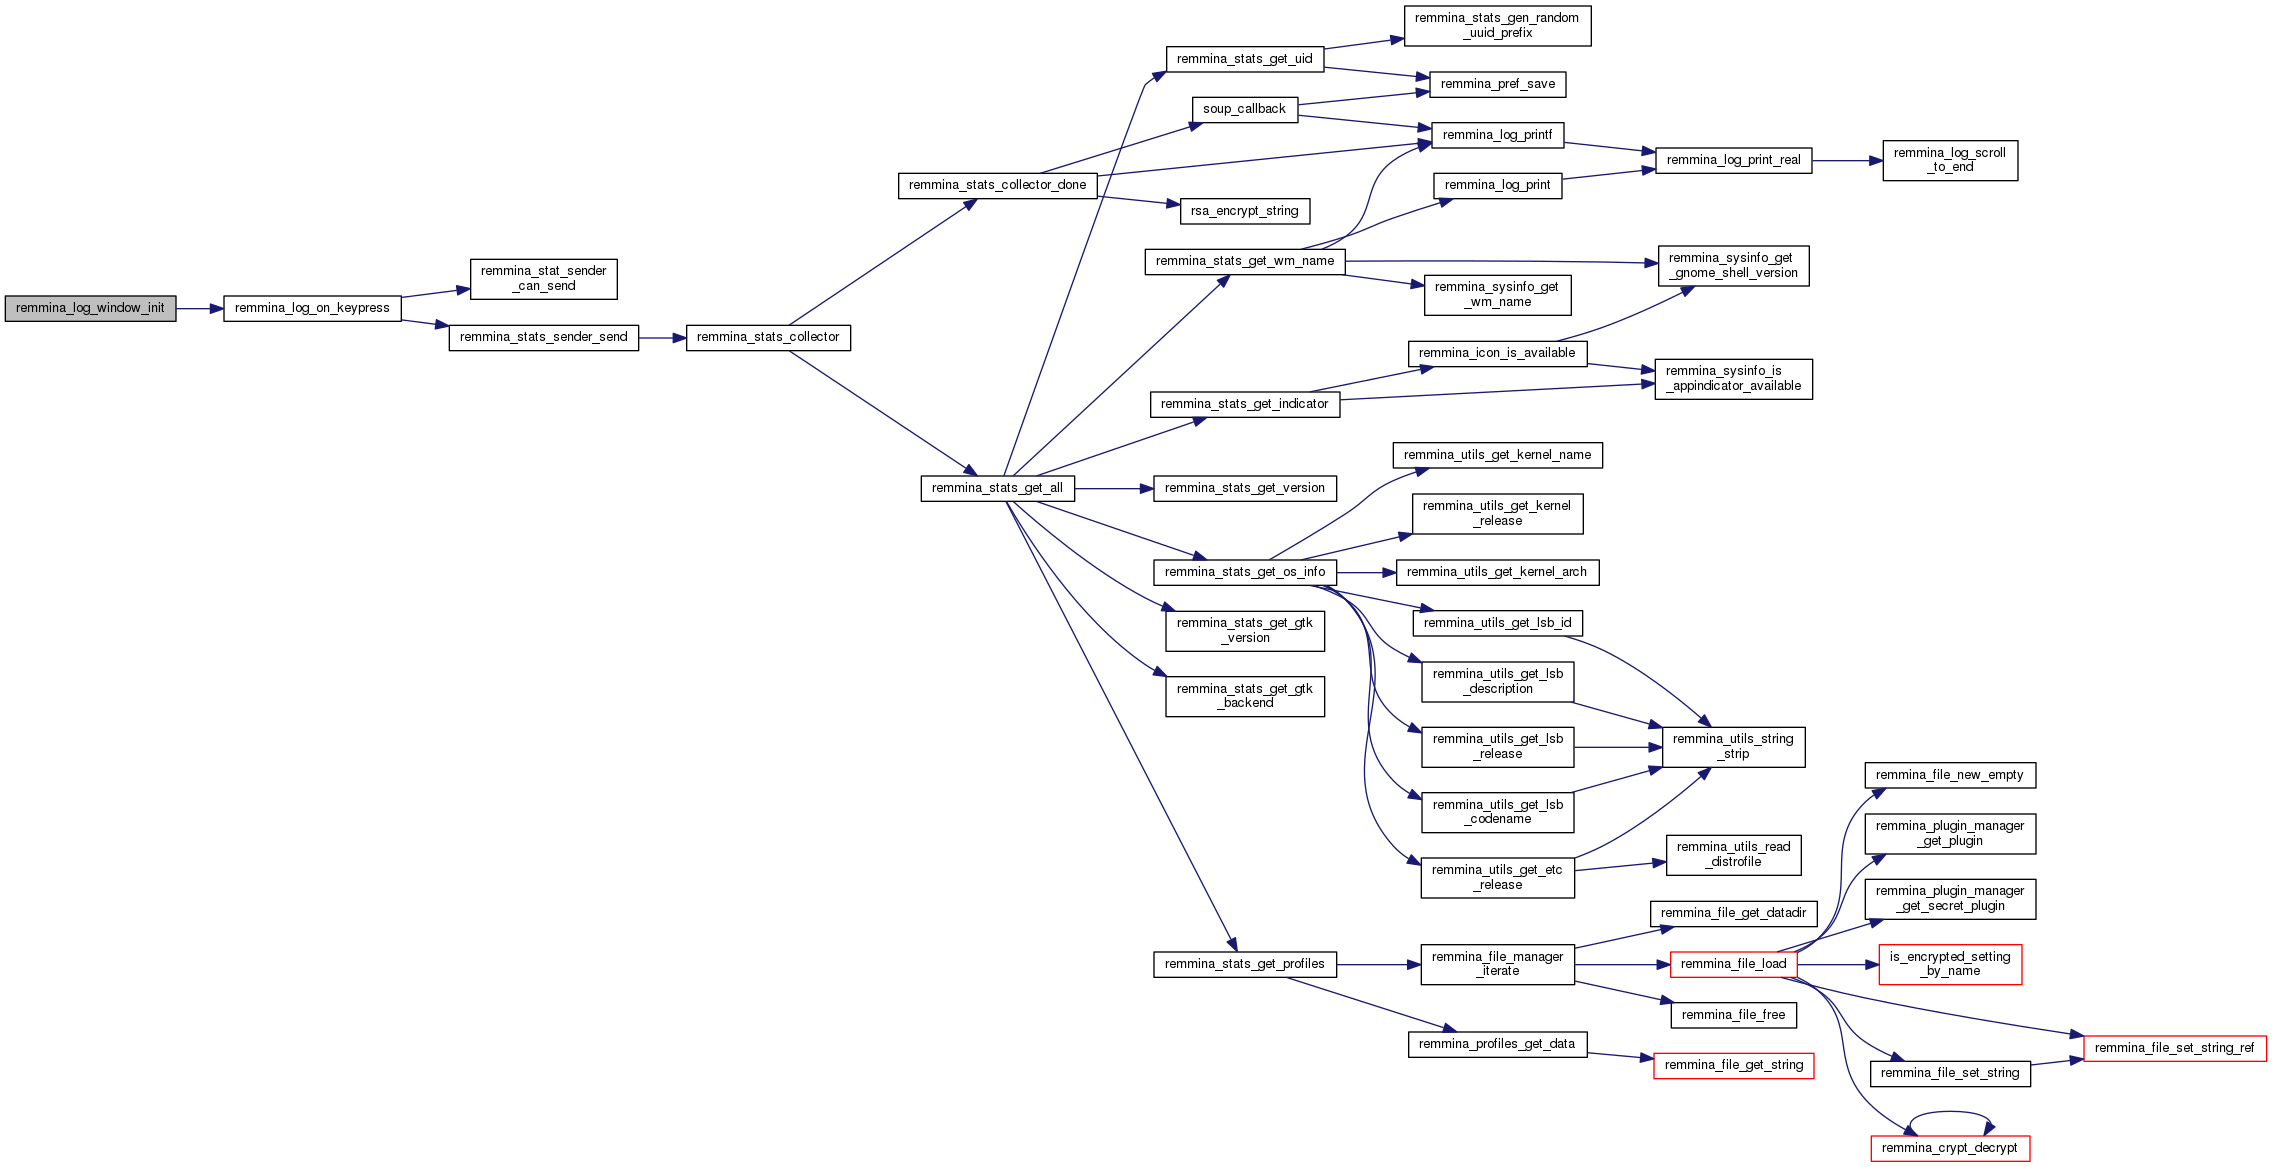 remmina_log_window_init
remmina_log_on_keypress
remmina_stat_sender
_can_send
remmina_stats_sender_send
remmina_stats_collector
remmina_stats_collector_done
remmina_stats_get_all
remmina_stats_get_uid
soup_callback
rsa_encrypt_string
remmina_stats_get_wm_name
remmina_stats_get_indicator
remmina_stats_get_version
remmina_stats_get_os_info
remmina_stats_get_gtk
_version
remmina_stats_get_gtk
_backend
remmina_stats_get_profiles
remmina_stats_gen_random
_uuid_prefix
remmina_pref_save
remmina_log_printf
remmina_log_print
remmina_sysinfo_get
_wm_name
remmina_icon_is_available
remmina_utils_get_kernel_name
remmina_utils_get_kernel
_release
remmina_utils_get_kernel_arch
remmina_utils_get_lsb_id
remmina_utils_get_lsb
_description
remmina_utils_get_lsb
_release
remmina_utils_get_lsb
_codename
remmina_utils_get_etc
_release
remmina_file_manager
_iterate
remmina_profiles_get_data
remmina_log_print_real
remmina_sysinfo_get
_gnome_shell_version
remmina_sysinfo_is
_appindicator_available
remmina_utils_string
_strip
remmina_utils_read
_distrofile
remmina_file_get_datadir
remmina_file_load
remmina_file_free
remmina_file_get_string
remmina_log_scroll
_to_end
remmina_file_new_empty
remmina_plugin_manager
_get_plugin
remmina_plugin_manager
_get_secret_plugin
is_encrypted_setting
_by_name
remmina_file_set_string
remmina_crypt_decrypt
remmina_file_set_string_ref